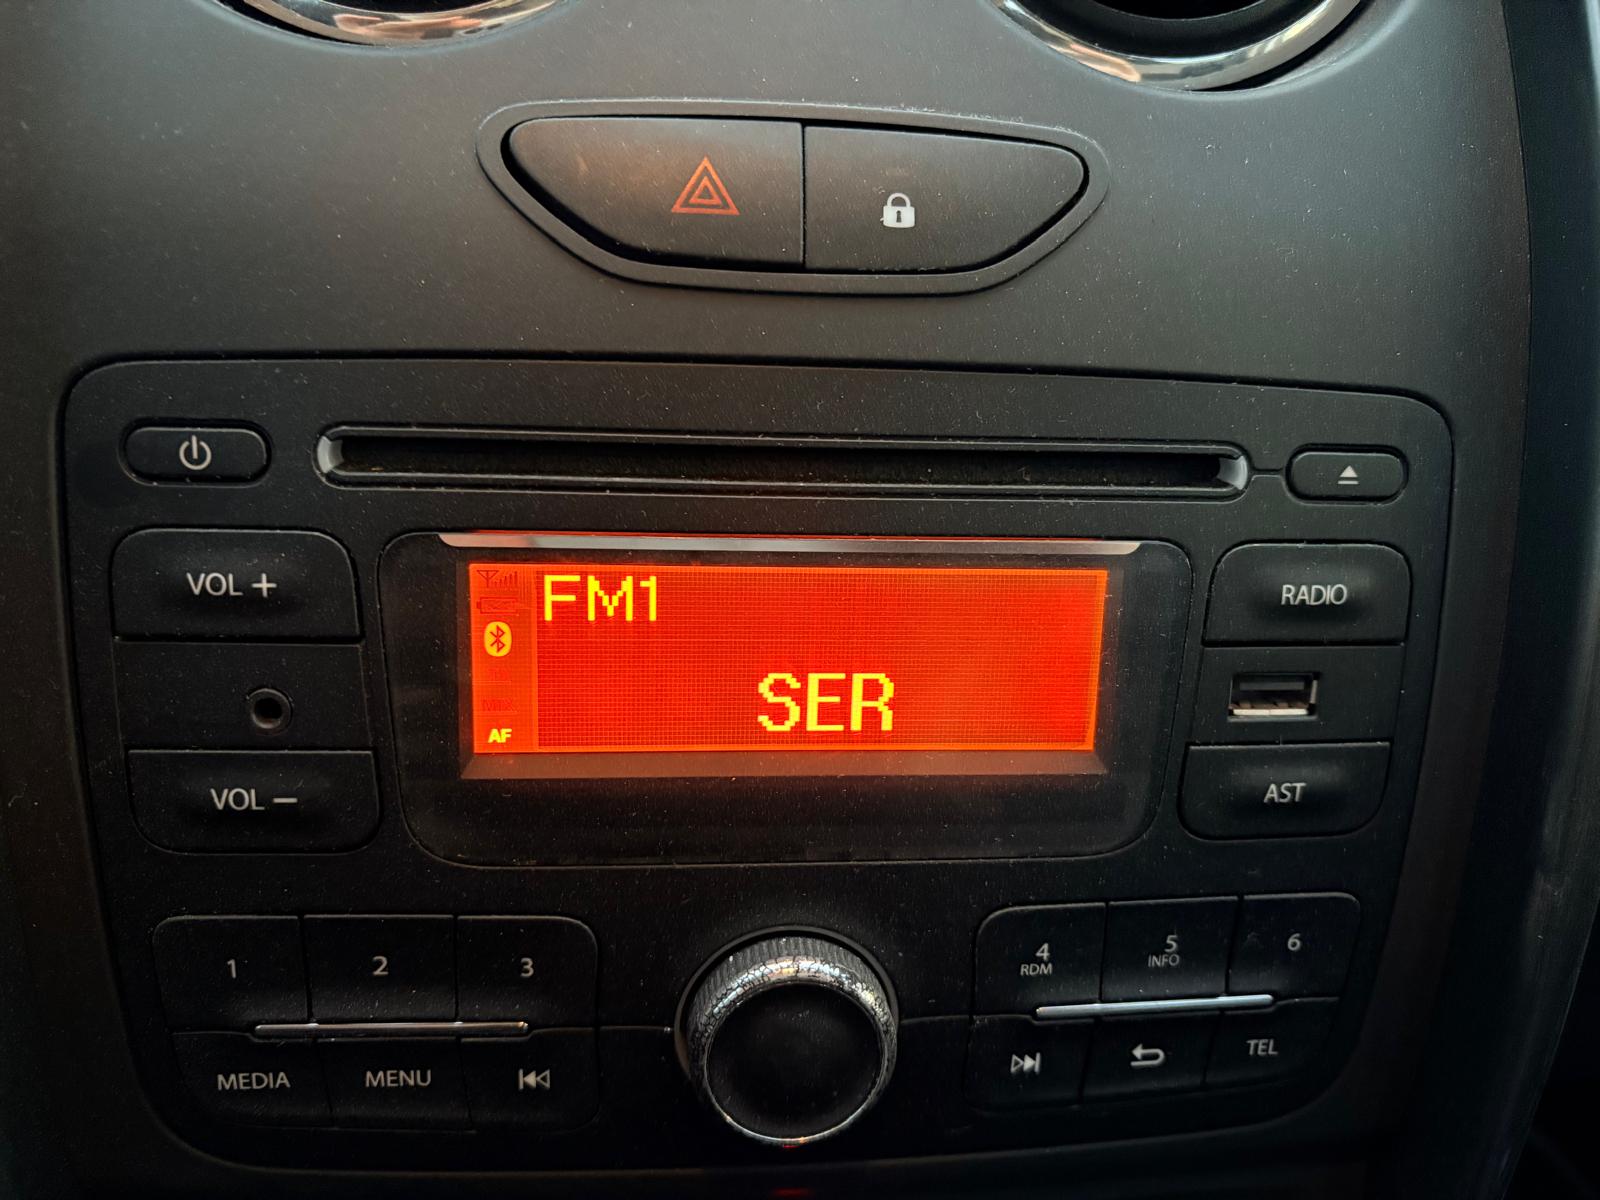 VOL +
RADIO
FM1
SER
AF
VOL –
AST
1
2
3
4
RDM
5
INFO
6
MEDIA
MENU
TEL